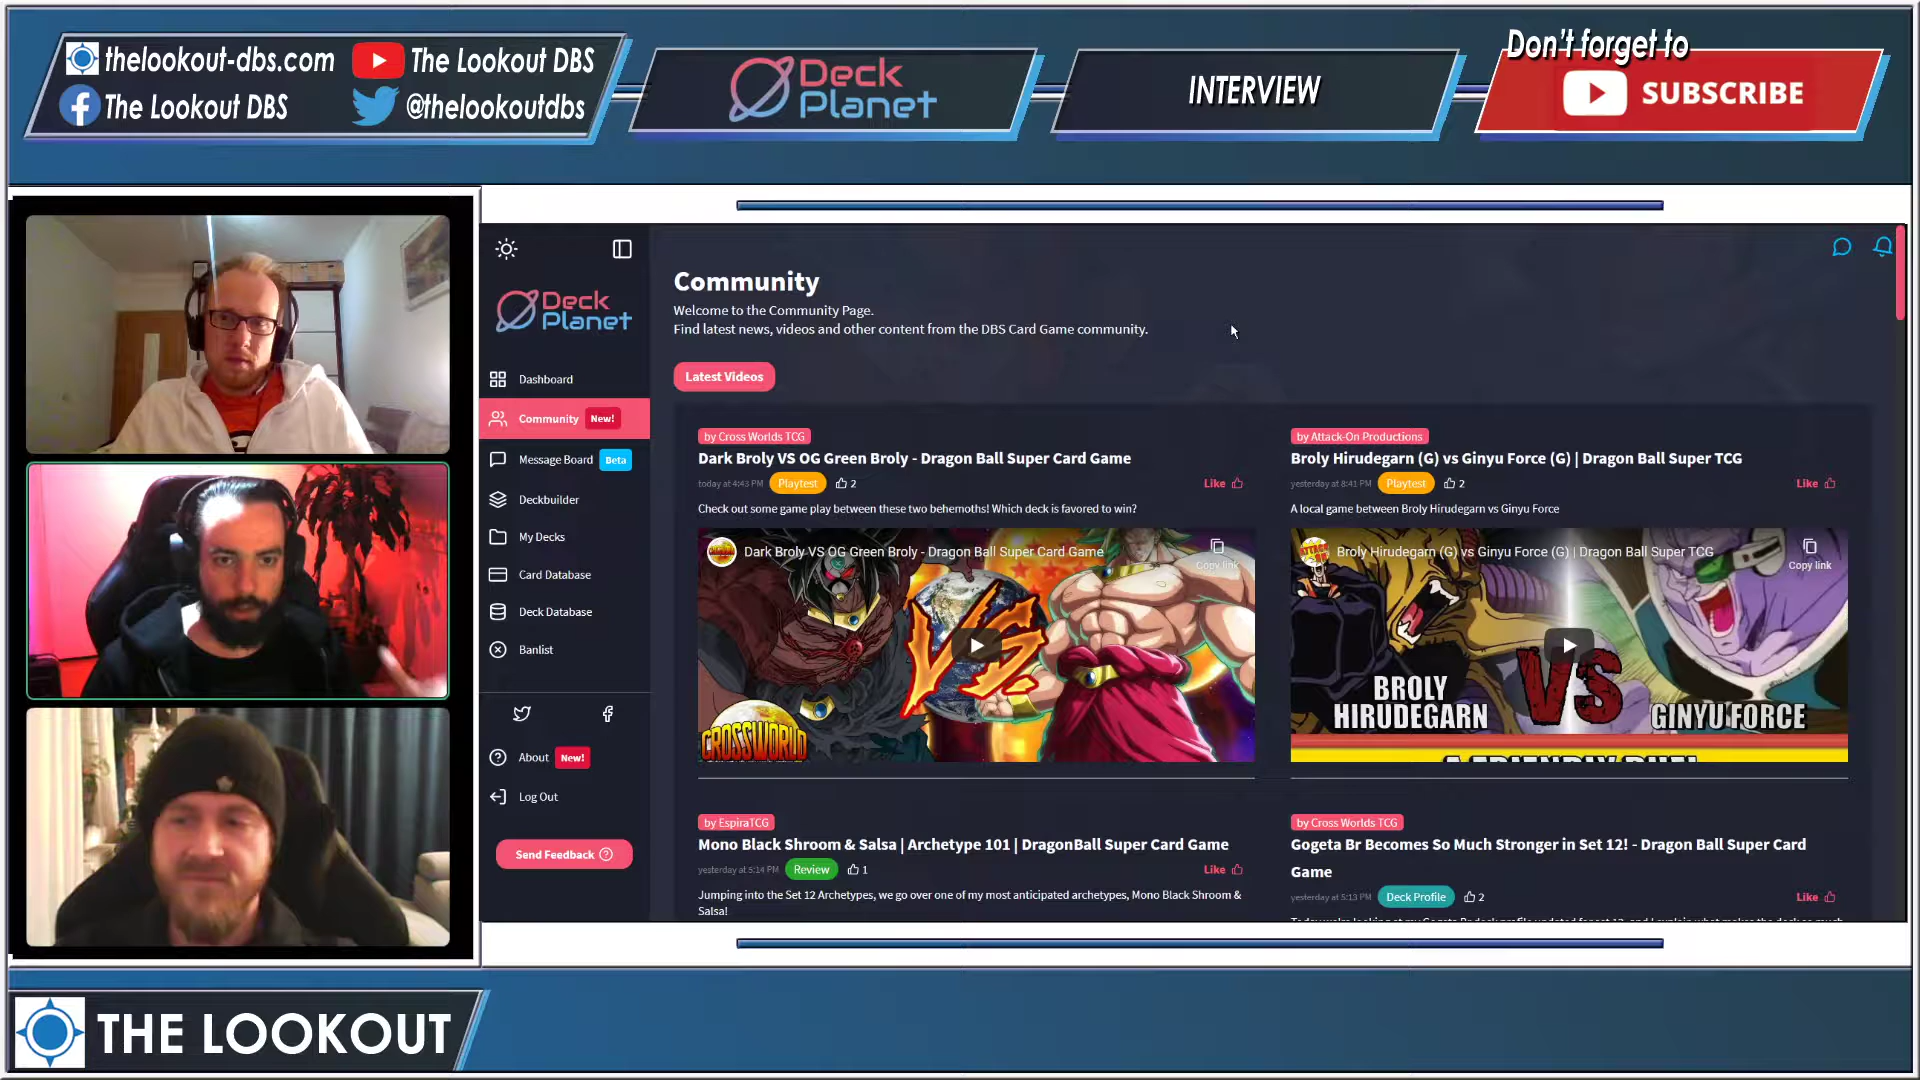 thelookout-dbs.com
The Lookout DBS
The Lookout DBS
@thelookoutdbs
Deck
Planet
INTERVIEW
Don't forget to
SUBSCRIBE
Deck
Planet
Dashboard
Community New!
Message Board Beta
Deckbuilder
My Decks
Card Database
Deck Database
Banlist
About New!
Log Out
Send Feedback
Community
Welcome to the Community Page.
Find latest news, videos and other content from the DBS Card Game community.
Latest Videos
by Cross Worlds TCG
Dark Broly VS OG Green Broly - Dragon Ball Super Card Game
today at 4:43 PM Playtest 2 Like
Check out some game play between these two behemoths! Which deck is favored to win?
Dark Broly VS OG Green Broly - Dragon Ball Super Card Game
Copy link
VS.
CROSSWORLD
by Attack-On Productions
Broly Hirudegarn (G) vs Ginyu Force (G) | Dragon Ball Super TCG
yesterday at 8:41 PM Playtest 2 Like
A local game between Broly Hirudegarn vs Ginyu Force
Broly Hirudegarn (G) vs Ginyu Force (G) | Dragon Ball Super TCG
Copy link
BROLY
HIRUDEGARN
VS
GINYU FORCE
by EspiraTCG
Mono Black Shroom & Salsa | Archetype 101 | DragonBall Super Card Game
yesterday at 5:14 PM Review 1 Like
Jumping into the Set 12 Archetypes, we go over one of my most anticipated archetypes, Mono Black Shroom &
Salsa!
by Cross Worlds TCG
Gogeta Br Becomes So Much Stronger in Set 12! - Dragon Ball Super Card
Game
yesterday at 5:13 PM Deck Profile 2 Like
THE LOOKOUT